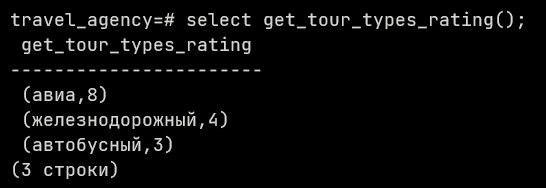 travel_agency=# select get_tour_types_rating();
get_tour_types_rating
-----------------------
(авиа,8)
(железнодорожный,4)
(автобусный,3)
(3 строки)